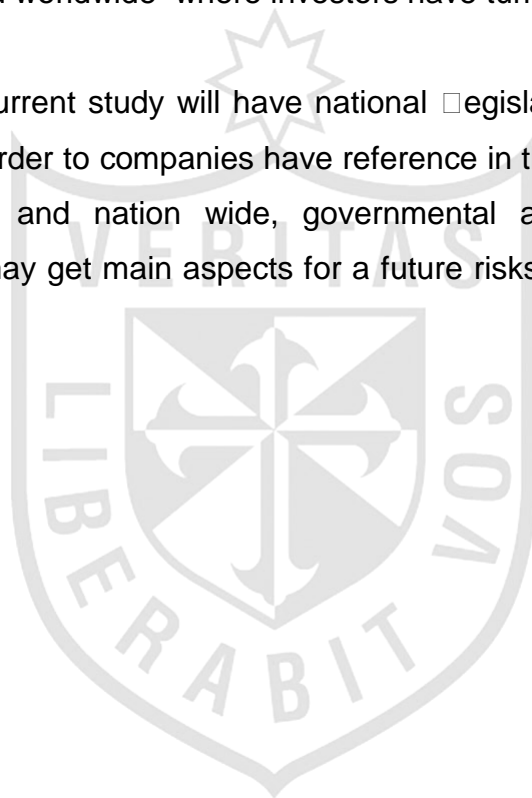 worldwide where investors have
urrent study will have national □egisla
rder to companies have reference in t
and nation wide, governmental a
ay get main aspects for a future risks
VERITAS
LIBERABIT VOS